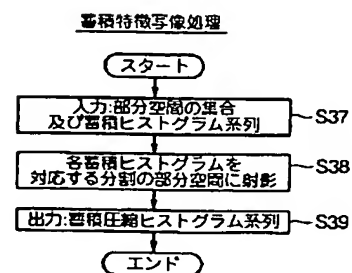 蓄積特徴写像処理
スタート
入力:部分空間の集合
及び蓄積ヒストグラム系列
S37
各蓄積ヒストグラムを
対応する分割の部分空間に射影
S38
出力:蓄積圧縮ヒストグラム系列
S39
エンド